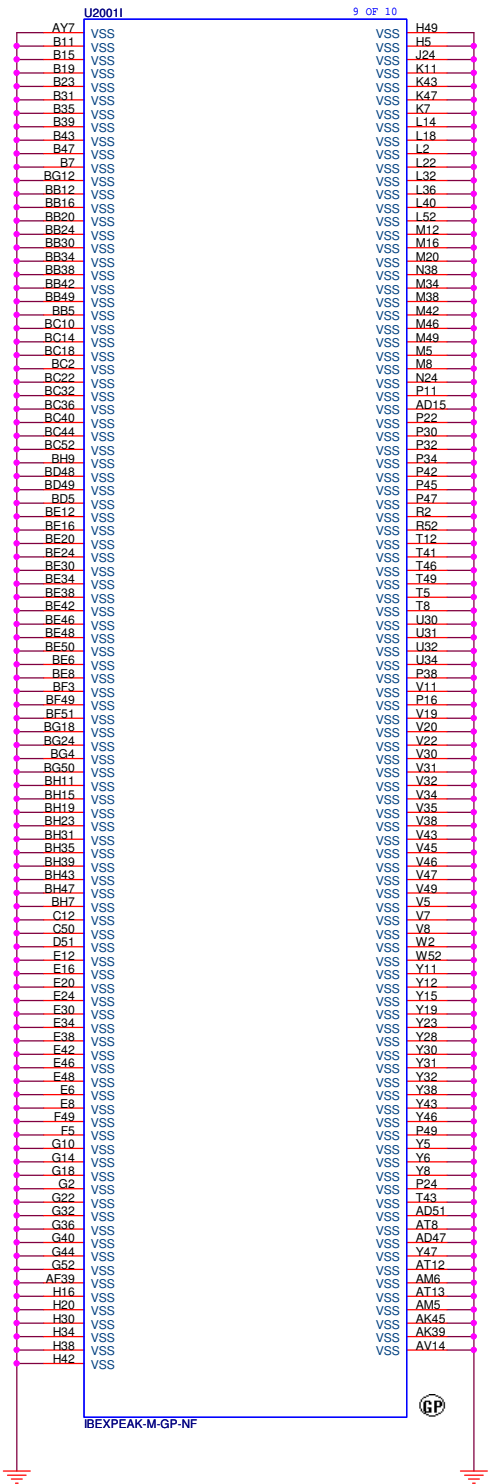 U2001I 9 OF 10
AY7 VSS VSS H49
B11 VSS VSS H5
B15 VSS VSS J24
B19 VSS VSS K11
B23 VSS VSS K43
B31 VSS VSS K47
B35 VSS VSS K7
B39 VSS VSS L14
B43 VSS VSS L18
B47 VSS VSS L2
B7 VSS VSS L22
BG12 VSS VSS L32
BB12 VSS VSS L36
BB16 VSS VSS L40
BB20 VSS VSS L52
BB24 VSS VSS M12
BB30 VSS VSS M16
BB34 VSS VSS M20
BB38 VSS VSS N38
BB42 VSS VSS M34
BB49 VSS VSS M38
BB5 VSS VSS M42
BC10 VSS VSS M46
BC14 VSS VSS M49
BC18 VSS VSS M5
BC2 VSS VSS M8
BC22 VSS VSS N24
BC32 VSS VSS P11
BC36 VSS VSS AD15
BC40 VSS VSS P22
BC44 VSS VSS P30
BC52 VSS VSS P32
BH9 VSS VSS P34
BD48 VSS VSS P42
BD49 VSS VSS P45
BD5 VSS VSS P47
BE12 VSS VSS R2
BE16 VSS VSS R52
BE20 VSS VSS T12
BE24 VSS VSS T41
BE30 VSS VSS T46
BE34 VSS VSS T49
BE38 VSS VSS T5
BE42 VSS VSS T8
BE46 VSS VSS U30
BE48 VSS VSS U31
BE50 VSS VSS U32
BE6 VSS VSS U34
BE8 VSS VSS P38
BF3 VSS VSS V11
BF49 VSS VSS P16
BF51 VSS VSS V19
BG18 VSS VSS V20
BG24 VSS VSS V22
BG4 VSS VSS V30
BG50 VSS VSS V31
BH11 VSS VSS V32
BH15 VSS VSS V34
BH19 VSS VSS V35
BH23 VSS VSS V38
BH31 VSS VSS V43
BH35 VSS VSS V45
BH39 VSS VSS V46
BH43 VSS VSS V47
BH47 VSS VSS V49
BH7 VSS VSS V5
C12 VSS VSS V7
C50 VSS VSS V8
D51 VSS VSS W2
E12 VSS VSS W52
E16 VSS VSS Y11
E20 VSS VSS Y12
E24 VSS VSS Y15
E30 VSS VSS Y19
E34 VSS VSS Y23
E38 VSS VSS Y28
E42 VSS VSS Y30
E46 VSS VSS Y31
E48 VSS VSS Y32
E6 VSS VSS Y38
E8 VSS VSS Y43
F49 VSS VSS Y46
F5 VSS VSS P49
G10 VSS VSS Y5
G14 VSS VSS Y6
G18 VSS VSS Y8
G2 VSS VSS P24
G22 VSS VSS T43
G32 VSS VSS AD51
G36 VSS VSS AT8
G40 VSS VSS AD47
G44 VSS VSS Y47
G52 VSS VSS AT12
AF39 VSS VSS AM6
H16 VSS VSS AT13
H20 VSS VSS AM5
H30 VSS VSS AK45
H34 VSS VSS AK39
H38 VSS VSS AV14
H42 VSS
GP
IBEXPEAK-M-GP-NF